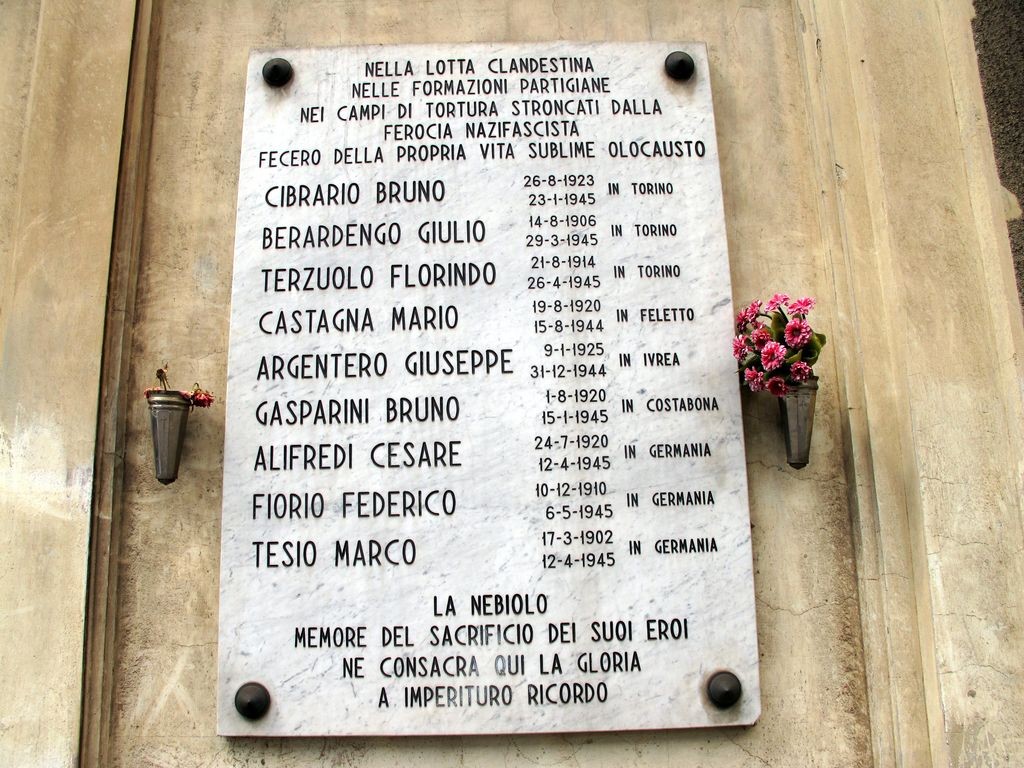 NELLA LOTTA CLANDESTINA
NELLE FORMAZIONI PARTIGIANE
NEI CAMPI DI TORTURA STRONCATI DALLA
FEROCIA NAZIFASCISTA
FECERO DELLA PROPRIA VITA SUBLIME OLOCAUSTO
CIBRARIO BRUNO 26-8-1923 23-1-1945 IN TORINO
BERARDENGO GIULIO 14-8-1906 29-3-1945 IN TORINO
TERZUOLO FLORINDO 21-8-1914 26-4-1945 IN TORINO
CASTAGNA MARIO 19-8-1920 15-8-1944 IN FELETTO
ARGENTERO GIUSEPPE 9-1-1925 31-12-1944 IN IVREA
GASPARINI BRUNO 1-8-1920 15-1-1945 IN COSTABONA
ALIFREDI CESARE 24-7-1920 12-4-1945 IN GERMANIA
FIORIO FEDERICO 10-12-1910 6-5-1945 IN GERMANIA
TESIO MARCO 17-3-1902 12-4-1945 IN GERMANIA
LA NEBIOLO
MEMORE DEL SACRIFICIO DEI SUOI EROI
NE CONSACRA QUI LA GLORIA
A IMPERITURO RICORDO